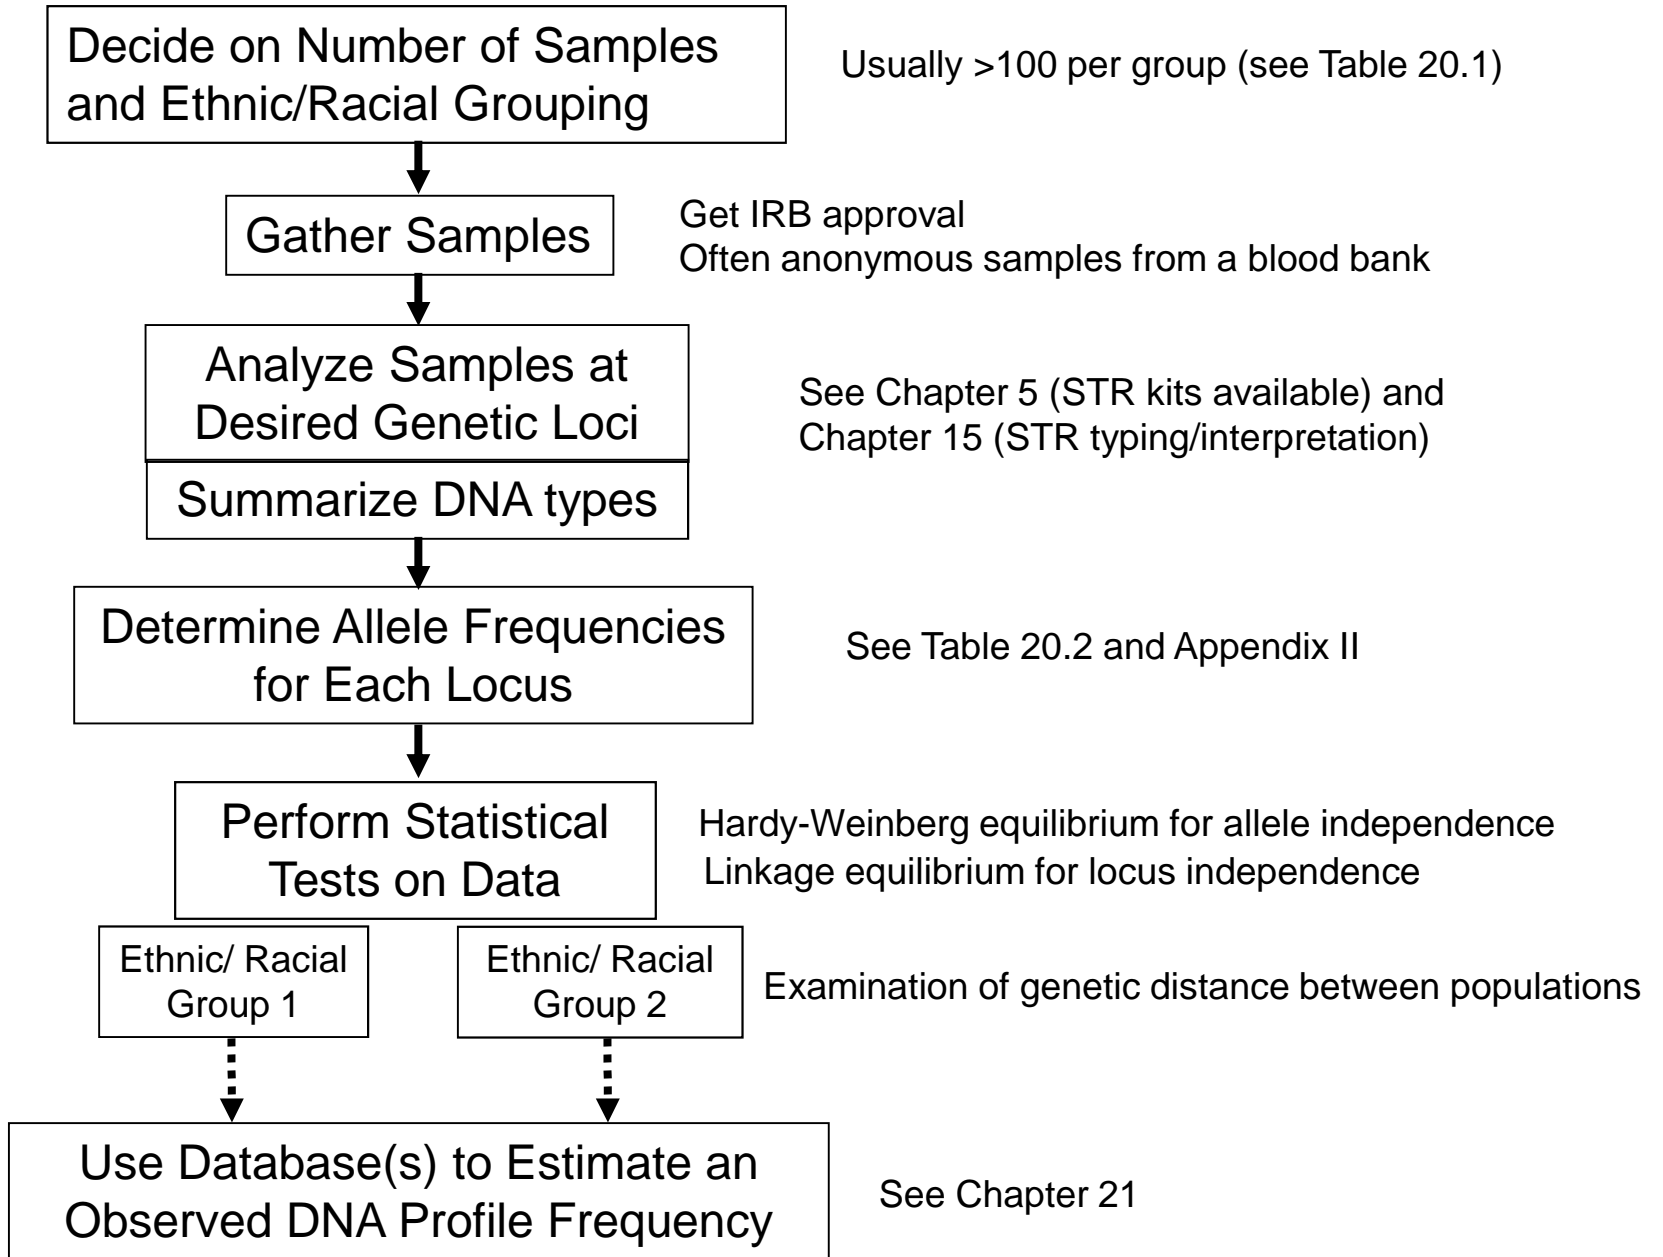 Decide on Number of Samples
and Ethnic/Racial Grouping
Usually >100 per group (see Table 20.1)
Gather Samples
Get IRB approval
Often anonymous samples from a blood bank
Analyze Samples at
Desired Genetic Loci
See Chapter 5 (STR kits available) and
Chapter 15 (STR typing/interpretation)
Summarize DNA types
Determine Allele Frequencies
for Each Locus
See Table 20.2 and Appendix II
Perform Statistical
Tests on Data
Hardy-Weinberg equilibrium for allele independence
Linkage equilibrium for locus independence
Ethnic/ Racial
Group 1
Ethnic/ Racial
Group 2
Examination of genetic distance between populations
Use Database(s) to Estimate an
Observed DNA Profile Frequency
See Chapter 21